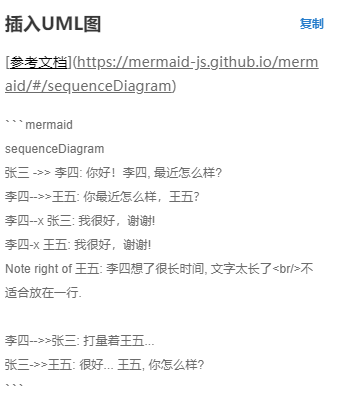 插入UML图
复制
[参考文档](https://mermaid-js.github.io/merm
aid/#/sequenceDiagram)
```mermaid
sequenceDiagram
张三 ->> 李四: 你好！李四, 最近怎么样?
李四-->>王五: 你最近怎么样，王五?
李四--x 张三: 我很好，谢谢!
李四-x 王五: 我很好，谢谢!
Note right of 王五: 李四想了很长时间, 文字太长了<br/>不
适合放在一行.
李四-->>张三: 打量着王五...
张三->>王五: 很好... 王五, 你怎么样?
```